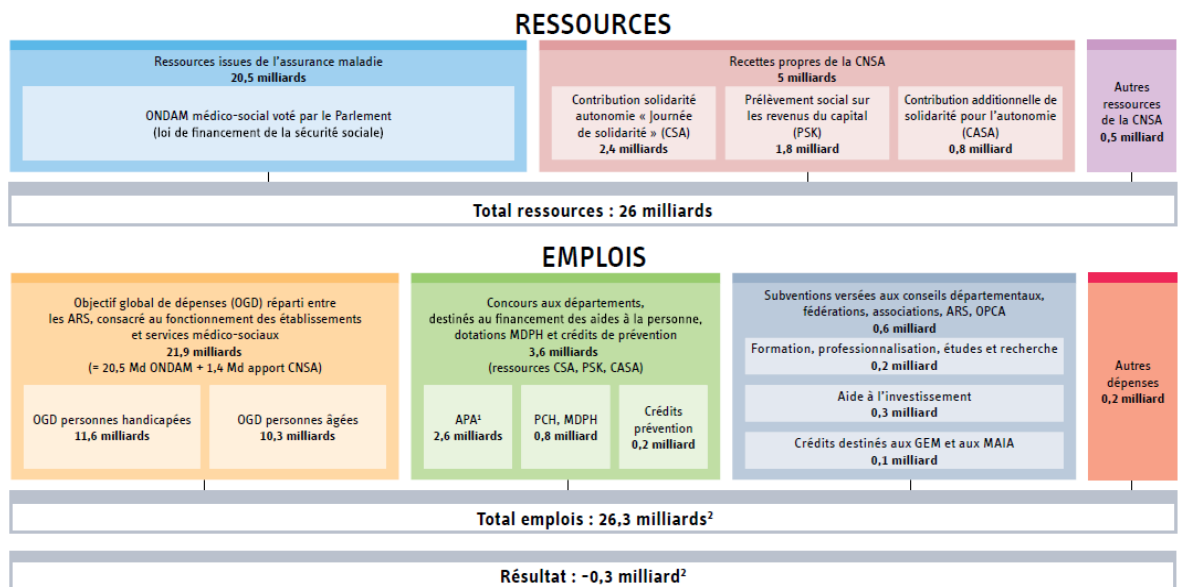 RESSOURCES
Ressources issues de l'assurance maladie
20,5 milliards
ONDAM médico-social voté par le Parlement
(loi de financement de la sécurité sociale)
Recettes propres de la CNSA
5 milliards
Contribution solidarité
autonomie « Journée
de solidarité » (CSA)
2,4 milliards
Prélèvement social sur
les revenus du capital
(PSK)
1,8 milliard
Contribution additionnelle de
solidarité pour l'autonomie
(CASA)
0,8 milliard
Autres
ressources
de la CNSA
0,5 milliard
Total ressources : 26 milliards
EMPLOIS
Objectif global de dépenses (OGD) réparti entre
les ARS, consacré au fonctionnement des établissements
et services médico-sociaux
21,9 milliards
(= 20,5 Md ONDAM + 1,4 Md apport CNSA)
OGD personnes handicapées
11,6 milliards
OGD personnes âgées
10,3 milliards
Concours aux départements,
destinés au financement des aides à la personne,
dotations MDPH et crédits de prévention
3,6 milliards
(ressources CSA, PSK, CASA)
APA¹
2,6 milliards
PCH, MDPH
0,8 milliard
Crédits
prévention
0,2 milliard
Subventions versées aux conseils départementaux,
fédérations, associations, ARS, OPCA
0,6 milliard
Formation, professionnalisation, études et recherche
0,2 milliard
Aide à l'investissement
0,3 milliard
Crédits destinés aux GEM et aux MAIA
0,1 milliard
Autres
dépenses
0,2 milliard
Total emplois : 26,3 milliards²
Résultat : -0,3 milliard²